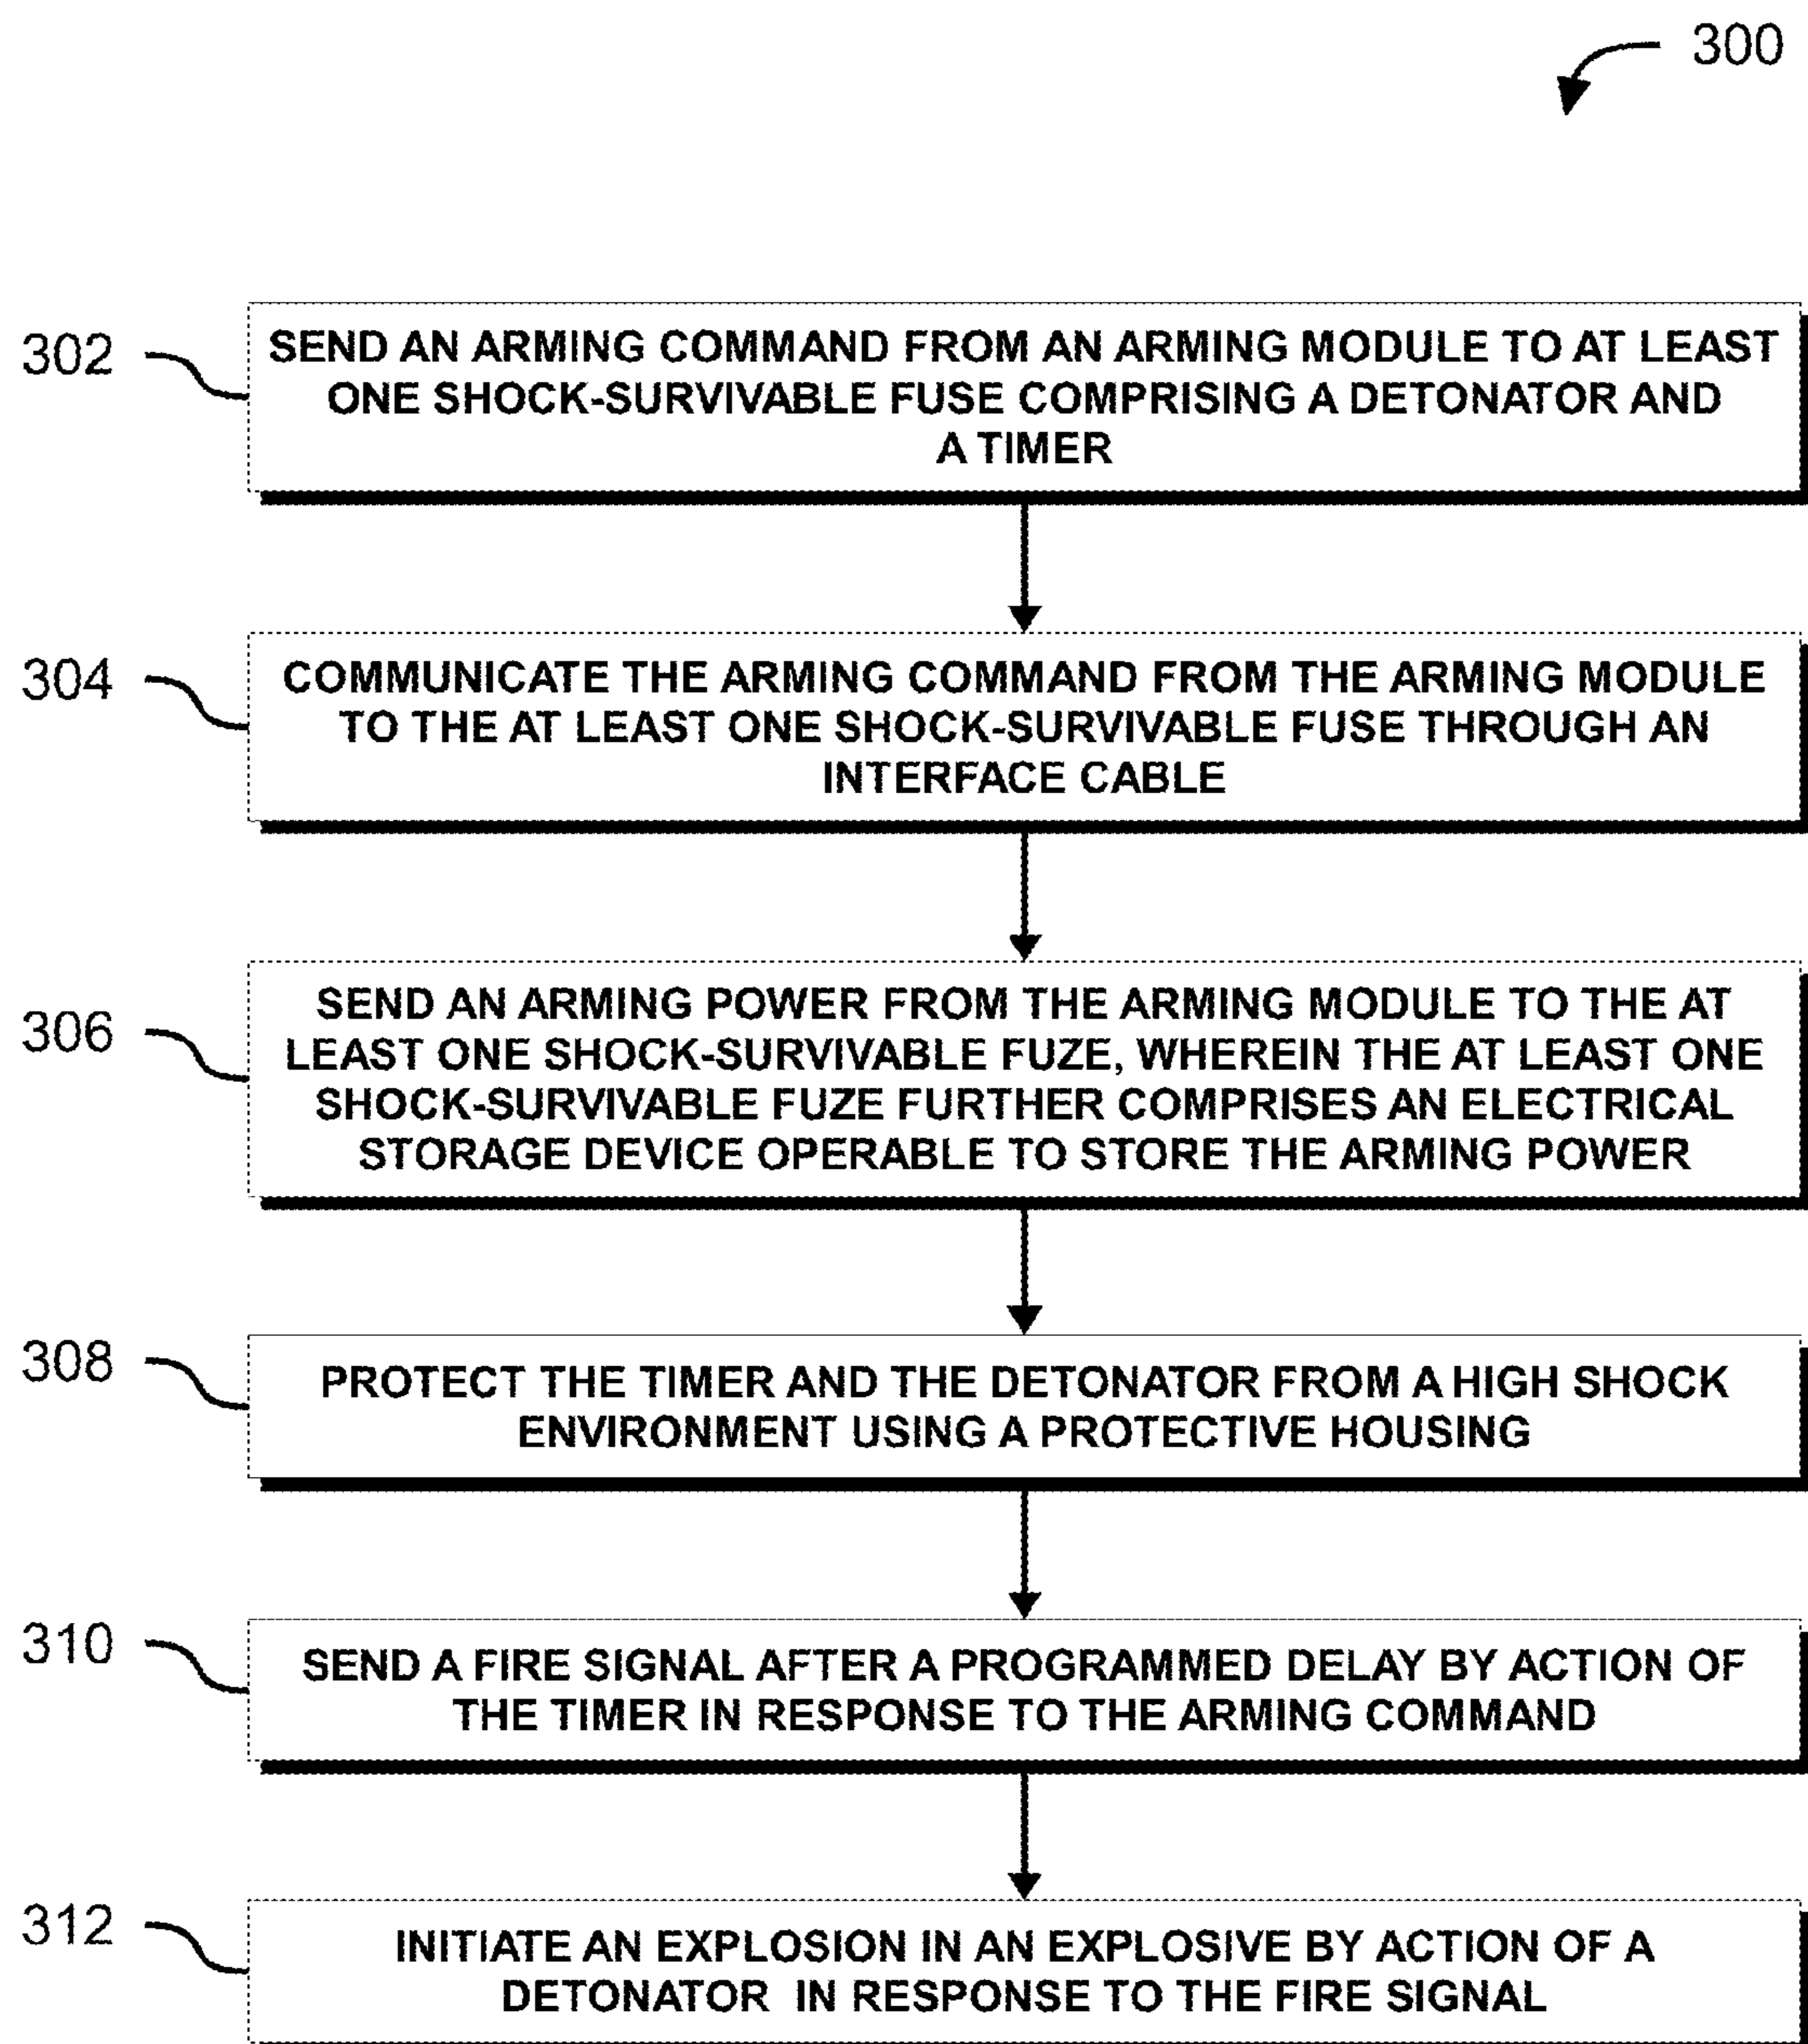 300
302
SEND AN ARMING COMMAND FROM AN ARMING MODULE TO AT LEAST
ONE SHOCK-SURVIVABLE FUSE COMPRISING A DETONATOR AND
A TIMER
304
COMMUNICATE THE ARMING COMMAND FROM THE ARMING MODULE
TO THE AT LEAST ONE SHOCK-SURVIVABLE FUSE THROUGH AN
INTERFACE CABLE
306
SEND AN ARMING POWER FROM THE ARMING MODULE TO THE AT
LEAST ONE SHOCK-SURVIVABLE FUZE, WHEREIN THE AT LEAST ONE
SHOCK-SURVIVABLE FUZE FURTHER COMPRISES AN ELECTRICAL
STORAGE DEVICE OPERABLE TO STORE THE ARMING POWER
308
PROTECT THE TIMER AND THE DETONATOR FROM A HIGH SHOCK
ENVIRONMENT USING A PROTECTIVE HOUSING
310
SEND A FIRE SIGNAL AFTER A PROGRAMMED DELAY BY ACTION OF
THE TIMER IN RESPONSE TO THE ARMING COMMAND
312
INITIATE AN EXPLOSION IN AN EXPLOSIVE BY ACTION OF A
DETONATOR IN RESPONSE TO THE FIRE SIGNAL